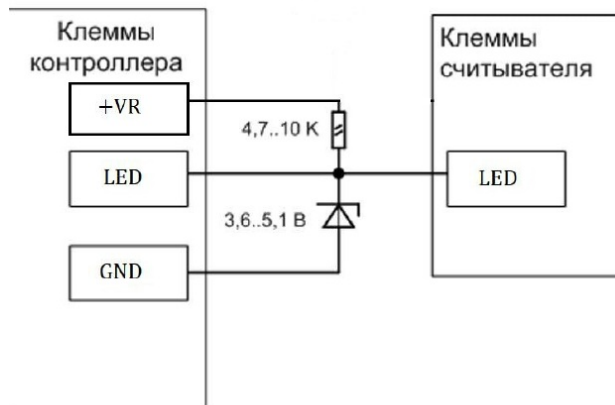 Клеммы
контроллера
+VR
LED
GND
4,7..10 K
3,6..5,1 В
Клеммы
считывателя
LED